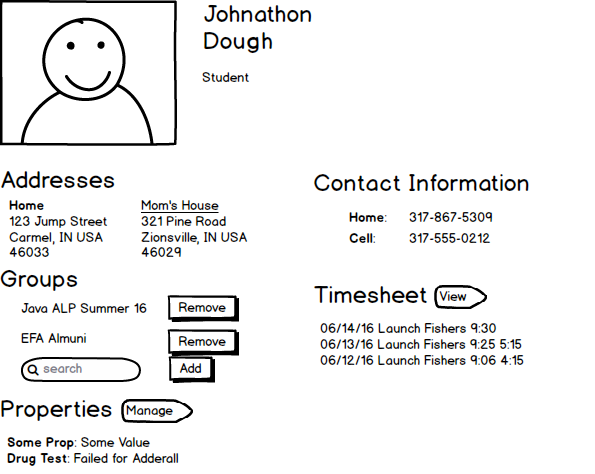 Johnathon
Dough
Student
Addresses
Home
123 Jump Street
Carmel, IN USA
46033
Mom's House
321 Pine Road
Zionsville, IN USA
46029
Contact Information
Home: 317-867-5309
Cell: 317-555-0212
Groups
Java ALP Summer 16 Remove
EFA Almuni Remove
search Add
Timesheet View
06/14/16 Launch Fishers 9:30
06/13/16 Launch Fishers 9:25 5:15
06/12/16 Launch Fishers 9:06 4:15
Properties Manage
Some Prop: Some Value
Drug Test: Failed for Adderall